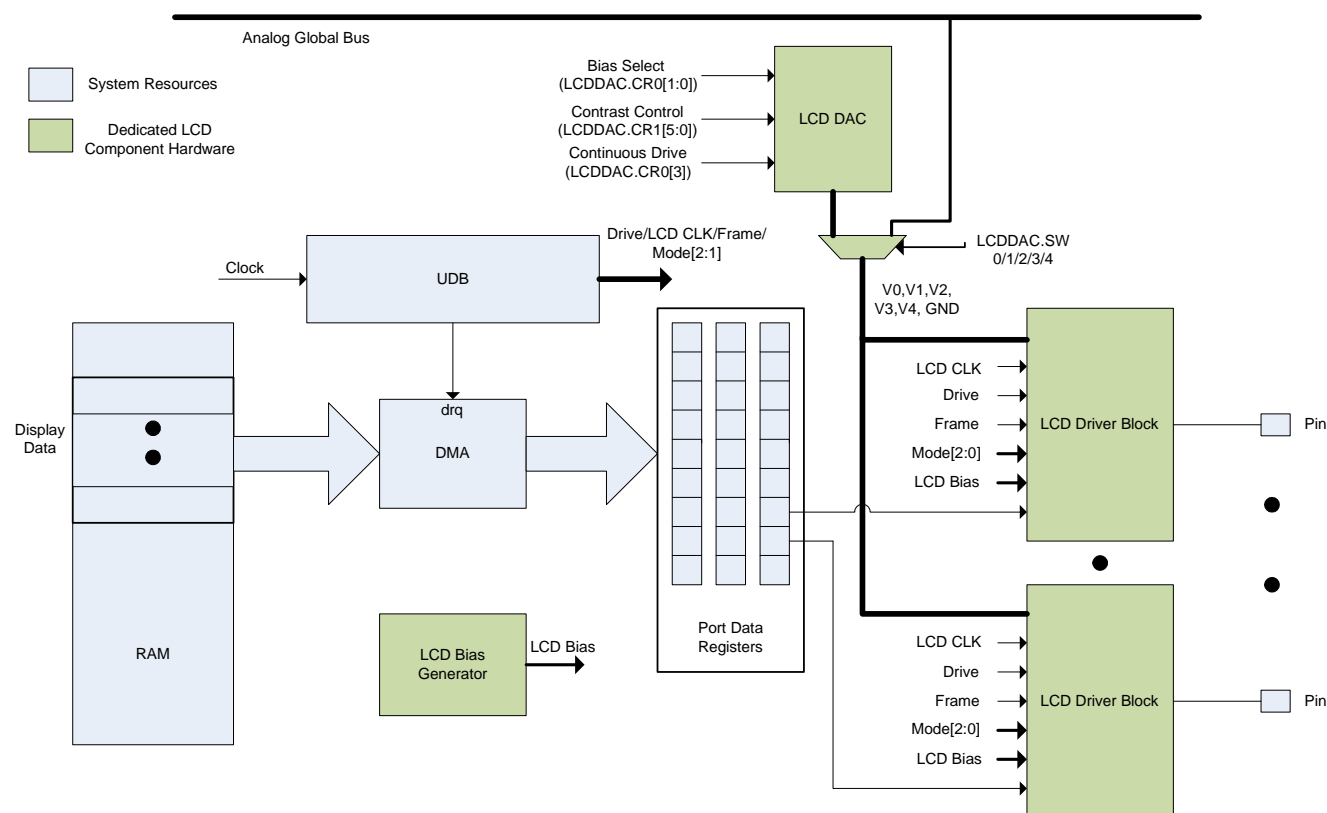 Analog Global Bus
System Resources
Dedicated LCD
Component Hardware
Bias Select
(LCDDAC.CR0[1:0])
Contrast Control
(LCDDAC.CR1[5:0])
Continuous Drive
(LCDDAC.CR0[3])
LCD DAC
LCDDAC.SW
0/1/2/3/4
V0,V1,V2,
V3,V4, GND
Clock
UDB
Drive/LCD CLK/Frame/
Mode[2:1]
Display
Data
RAM
drq
DMA
LCD Bias
Generator
LCD Bias
Port Data
Registers
LCD CLK
Drive
Frame
Mode[2:0]
LCD Bias
LCD Driver Block
Pin
LCD CLK
Drive
Frame
Mode[2:0]
LCD Bias
LCD Driver Block
Pin